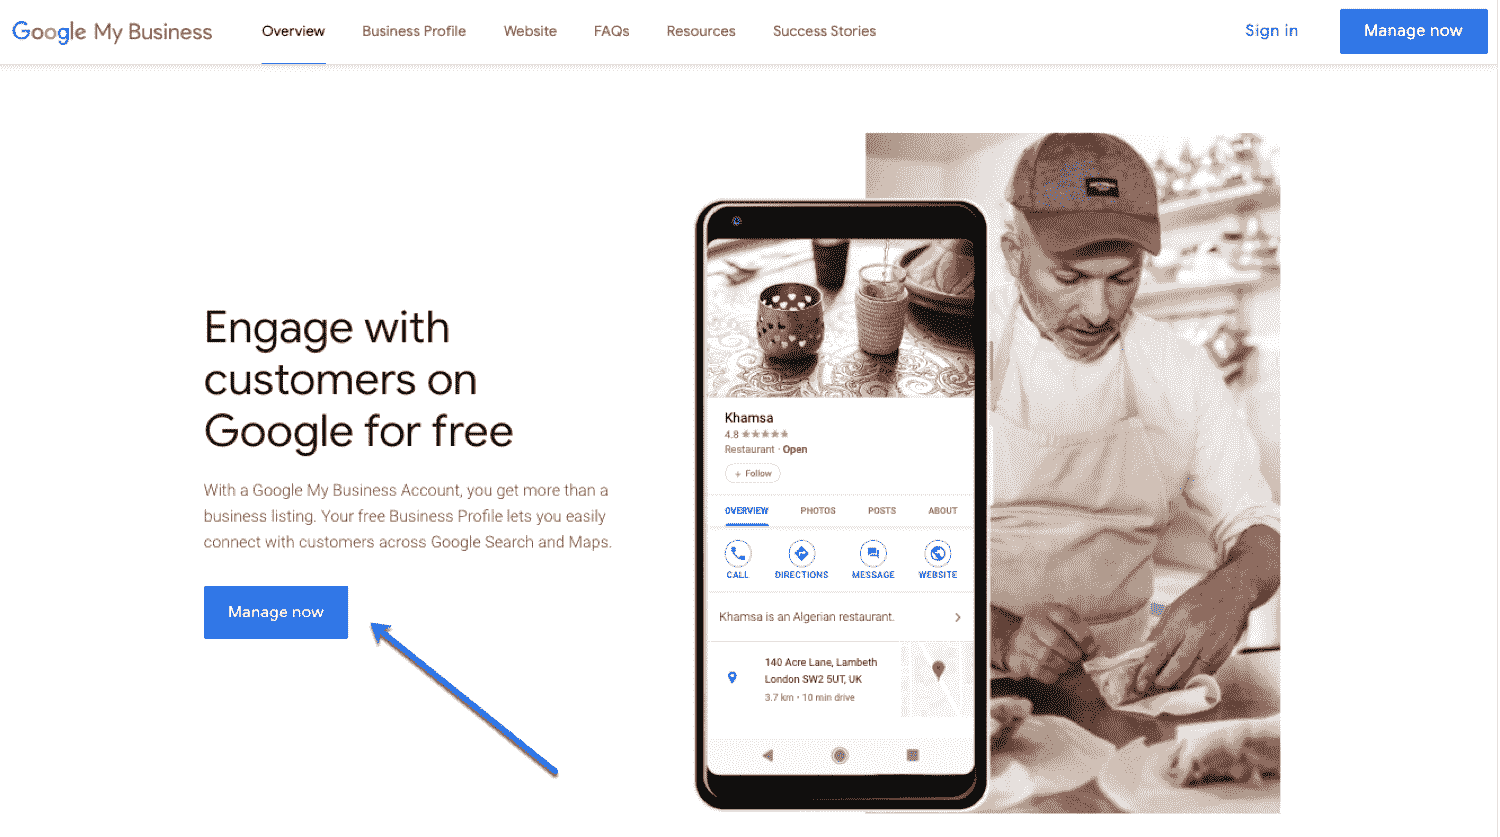 Google My Business
Overview
Business Profile
Website
FAQs
Resources
Success Stories
Sign in
Manage now
Engage with
customers on
Google for free
With a Google My Business Account, you get more than a
business listing. Your free Business Profile lets you easily
connect with customers across Google Search and Maps.
Manage now
Khamsa
4.8 ★★★★★
Restaurant · Open
+ Follow
OVERVIEW
PHOTOS
POSTS
ABOUT
CALL
DIRECTIONS
MESSAGE
WEBSITE
Khamsa is an Algerian restaurant.
140 Acre Lane, Lambeth
London SW2 5UT, UK
3.7 km • 10 min drive